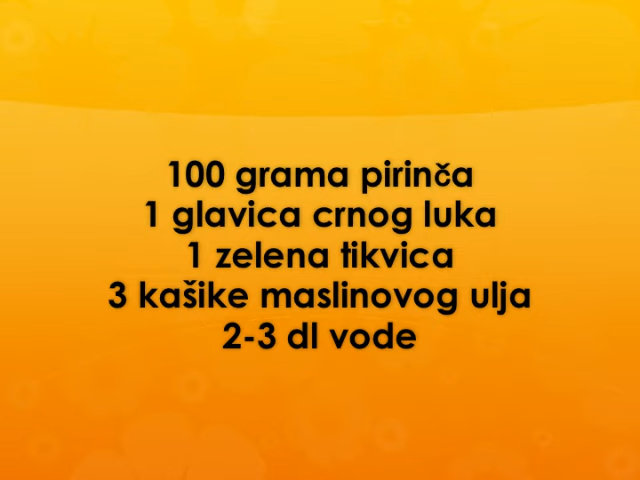 100 grama pirinča
1 glavica crnog luka
1 zelena tikvica
3 kašike maslinovog ulja
2-3 dl vode